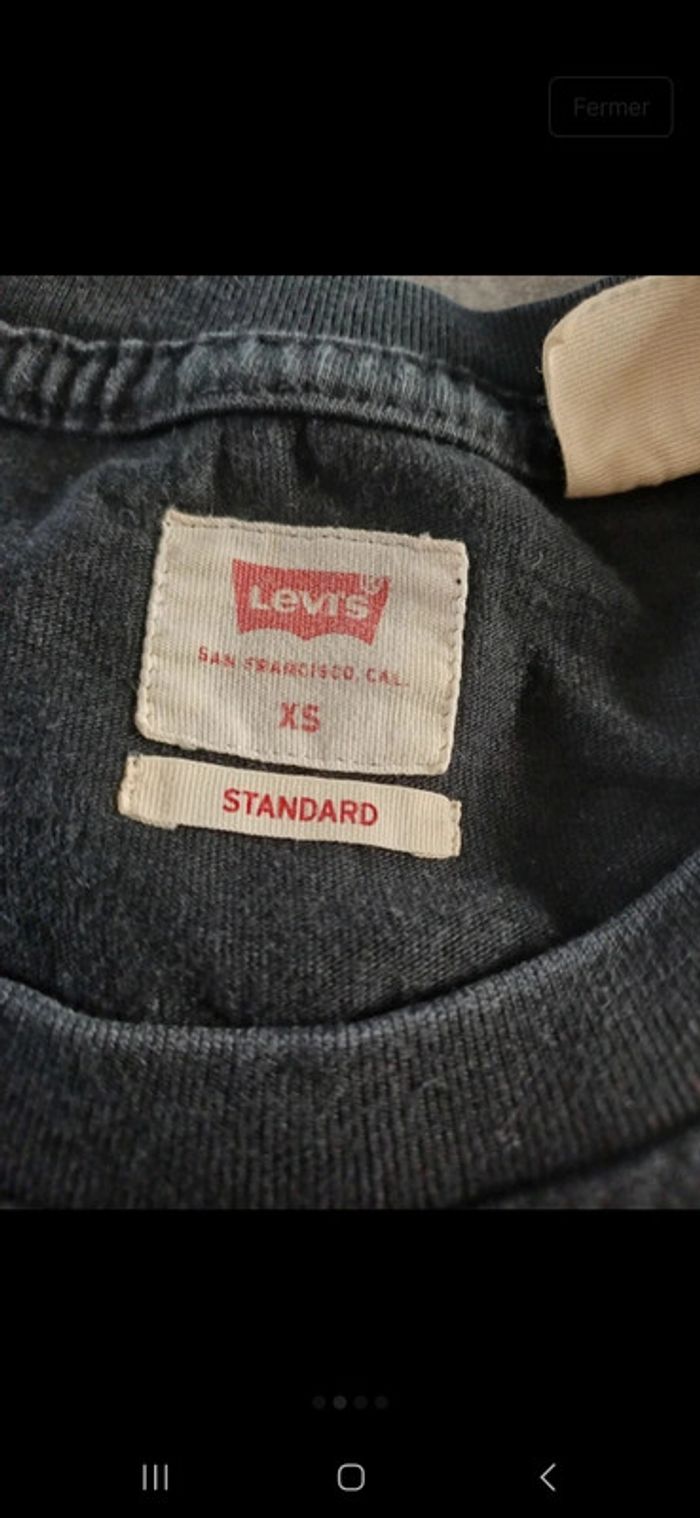 Fermer
Levi's
SAN FRANCISCO, CAL.
XS
STANDARD